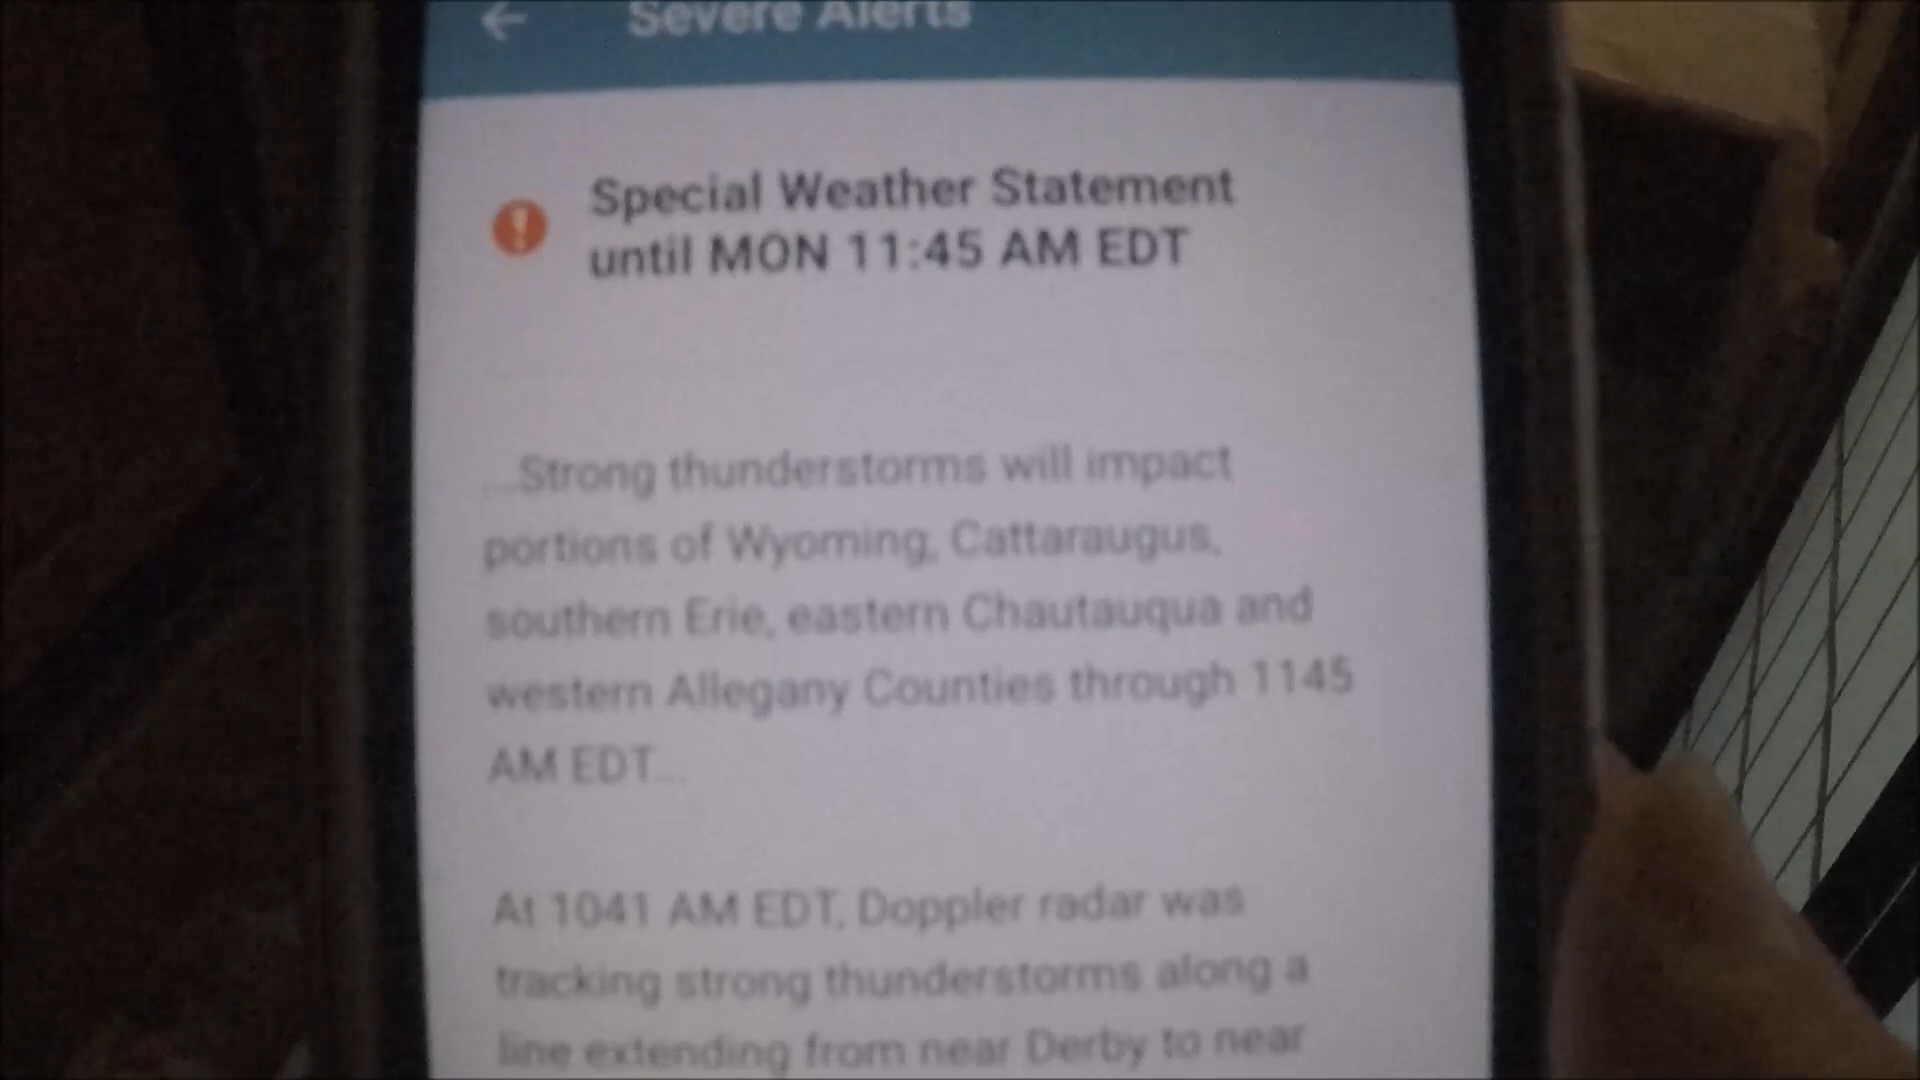 Severe Alerts
Special Weather Statement
until MON 11:45 AM EDT
...Strong thunderstorms will impact
portions of Wyoming, Cattaraugus,
southern Erie, eastern Chautauqua and
western Allegany Counties through 1145
AM EDT...
At 1041 AM EDT, Doppler radar was
tracking strong thunderstorms along a
line extending from near Derby to near